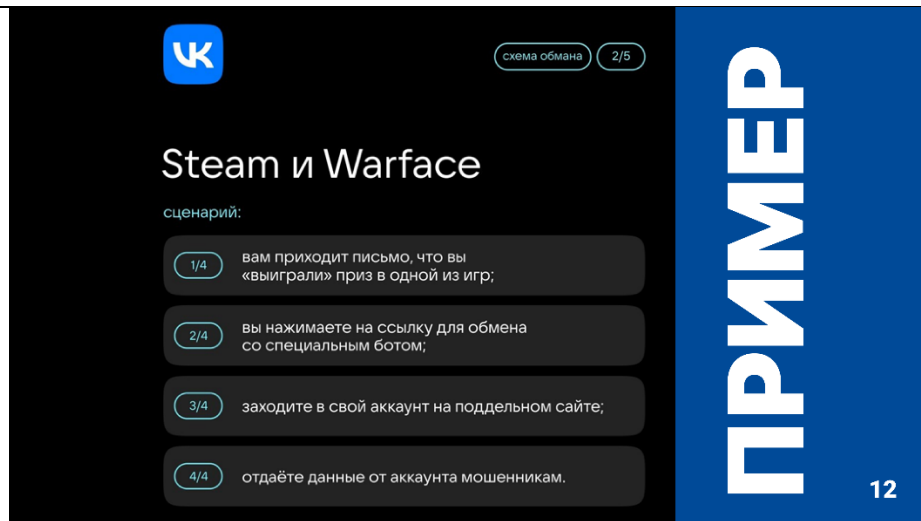 VK
схема обмана
2/5
Steam и Warface
сценарий:
1/4
вам приходит письмо, что вы
«выиграли» приз в одной из игр;
2/4
вы нажимаете на ссылку для обмена
со специальным ботом;
3/4
заходите в свой аккаунт на поддельном сайте;
4/4
отдаёте данные от аккаунта мошенникам.
ПРИМЕР
12